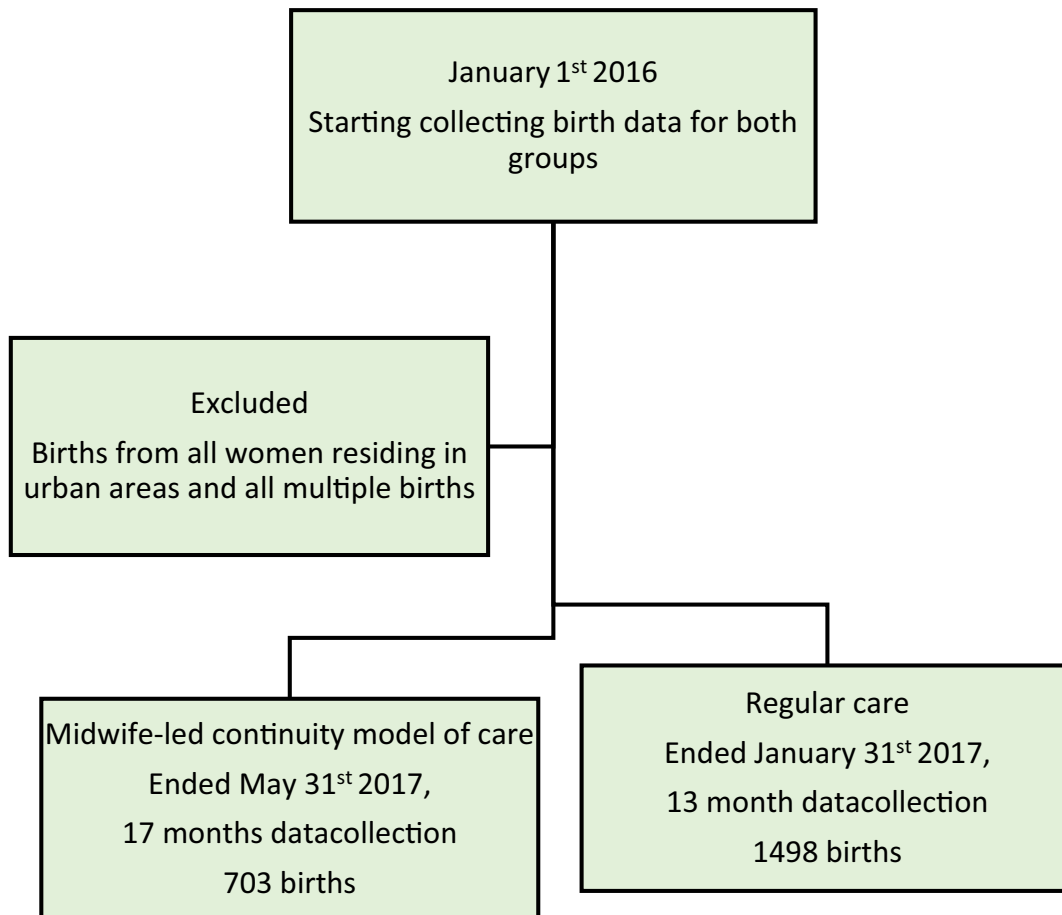 January 1st 2016
Starting collecting birth data for both
groups
Excluded
Births from all women residing in
urban areas and all multiple births
Midwife-led continuity model of care
Ended May 31st 2017,
17 months datacollection
703 births
Regular care
Ended January 31st 2017,
13 month datacollection
1498 births